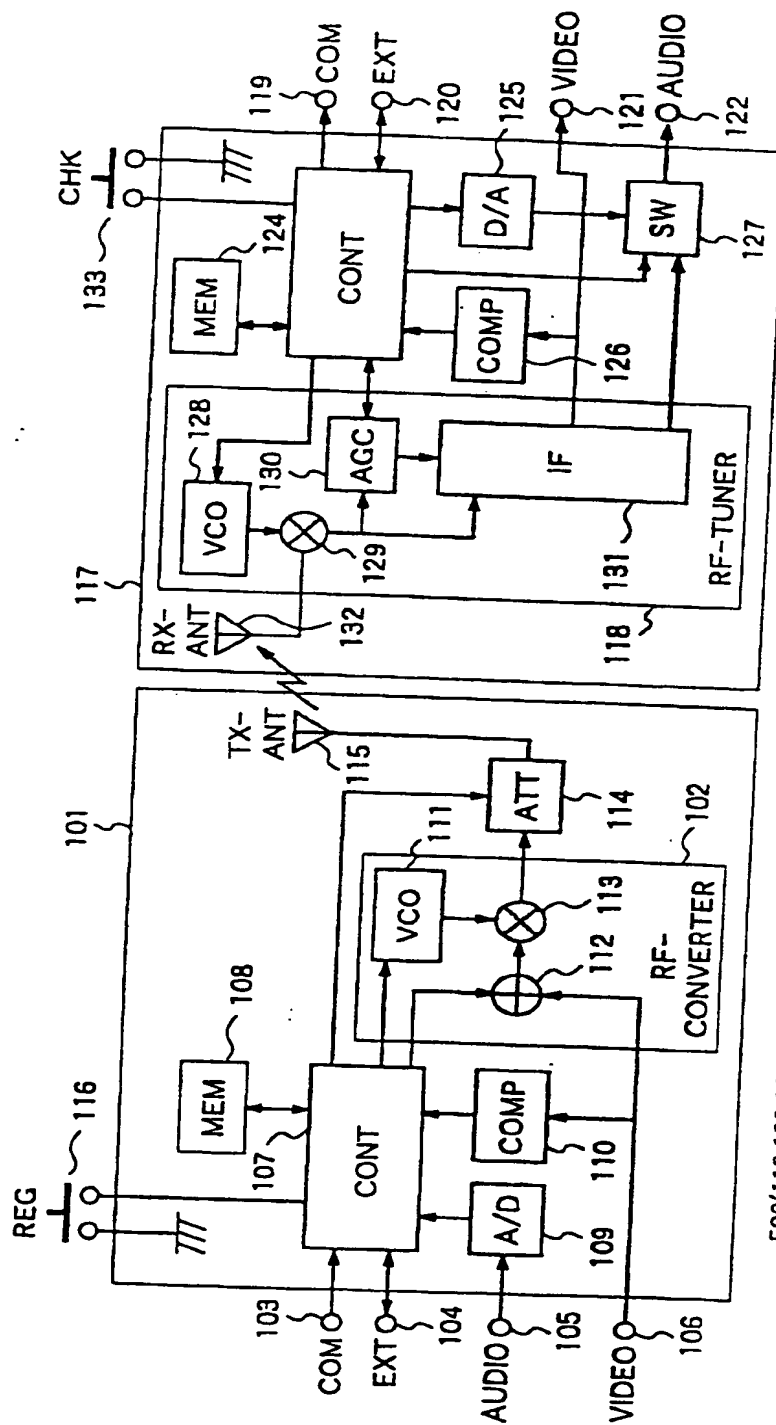 REG
116
101
MEM
108
107
CONT
COM
103
EXT
104
AUDIO
105
VIDEO
106
A/D
109
COMP
110
VCO
111
112
113
RF-
CONVERTER
102
ATT
114
TX-
ANT
115
117
RX-
ANT
132
VCO
128
129
130
AGC
IF
131
RF-TUNER
118
MEM
124
133
CHK
CONT
COM
119
EXT
120
D/A
125
COMP
126
SW
127
VIDEO
121
AUDIO
122